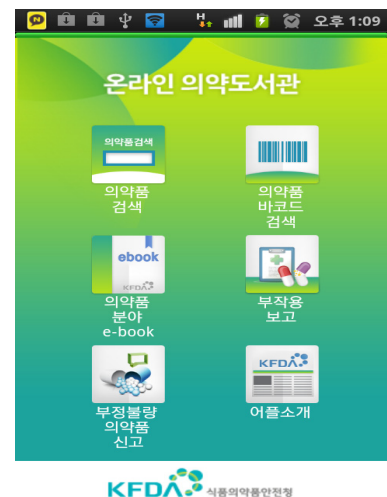 오후 1:09
온라인 의약도서관
의약품검색
의약품
검색
의약품
바코드
검색
ebook
KFDA
의약품
분야
e-book
부작용
보고
부정불량
의약품
신고
KFDA
어플소개
KFDA 식품의약품안전청